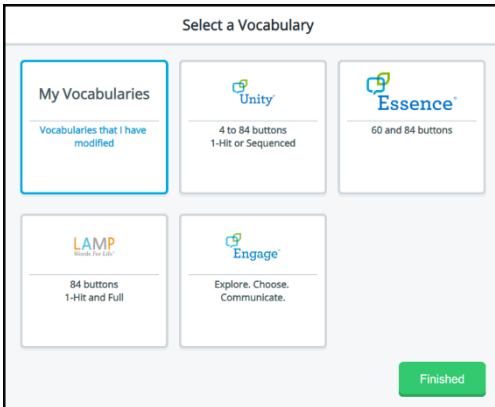 Select a Vocabulary
My Vocabularies
Vocabularies that I have
modified
Unity®
4 to 84 buttons
1-Hit or Sequenced
Essence®
60 and 84 buttons
LAMP
Words For Life®
84 buttons
1-Hit and Full
Engage®
Explore. Choose.
Communicate.
Finished